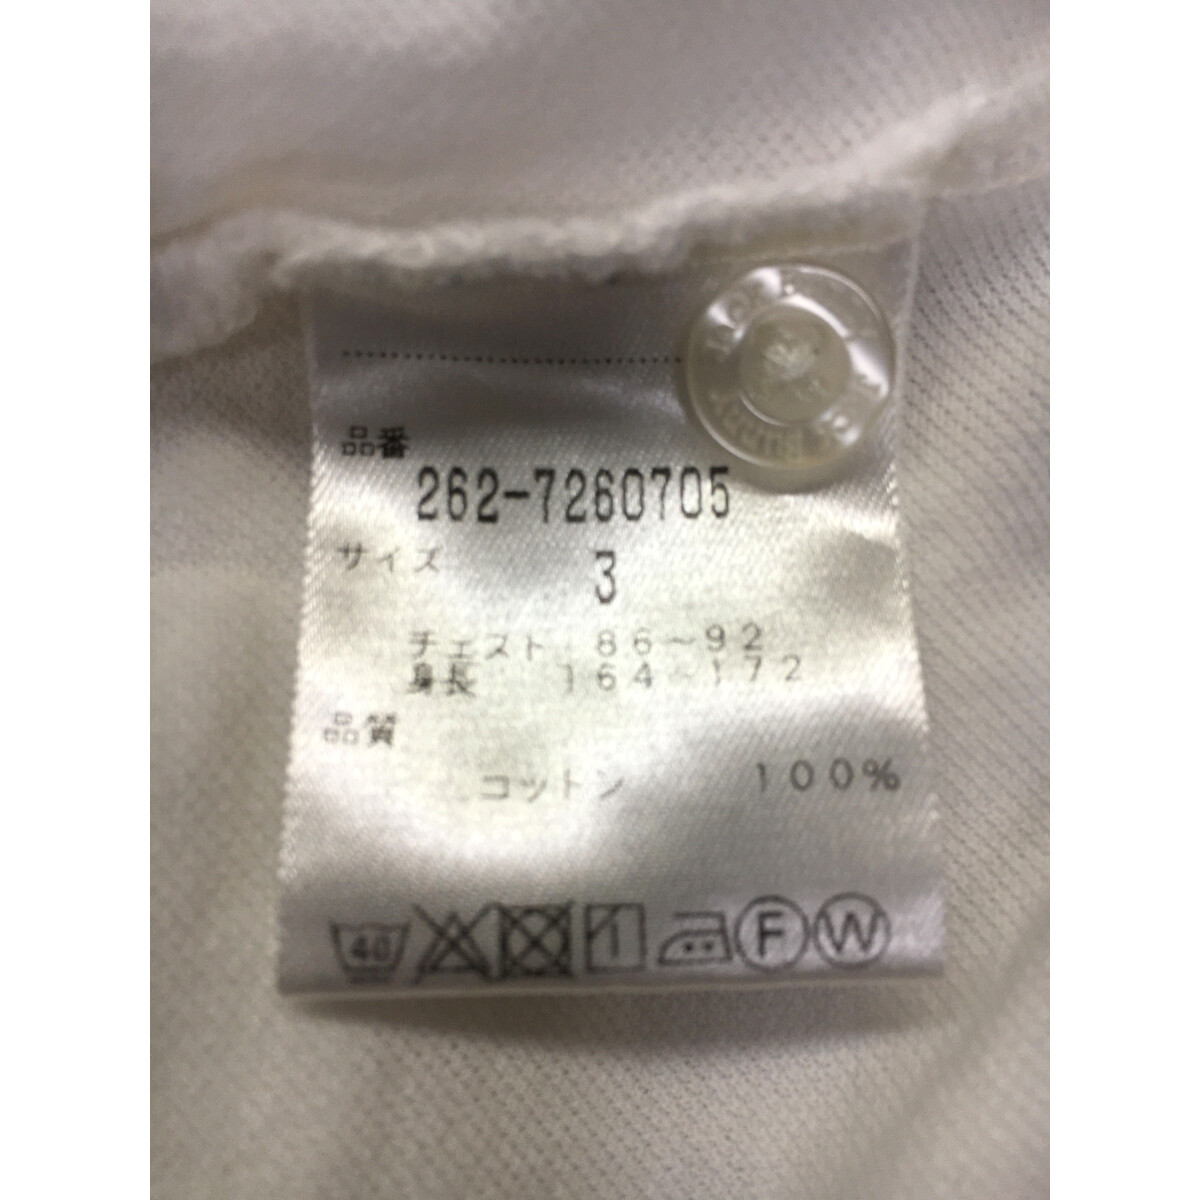 品番
262-7260705
サイズ 3
チェスト 86~92
身長 164~172
品質
コットン 100%
40
F W